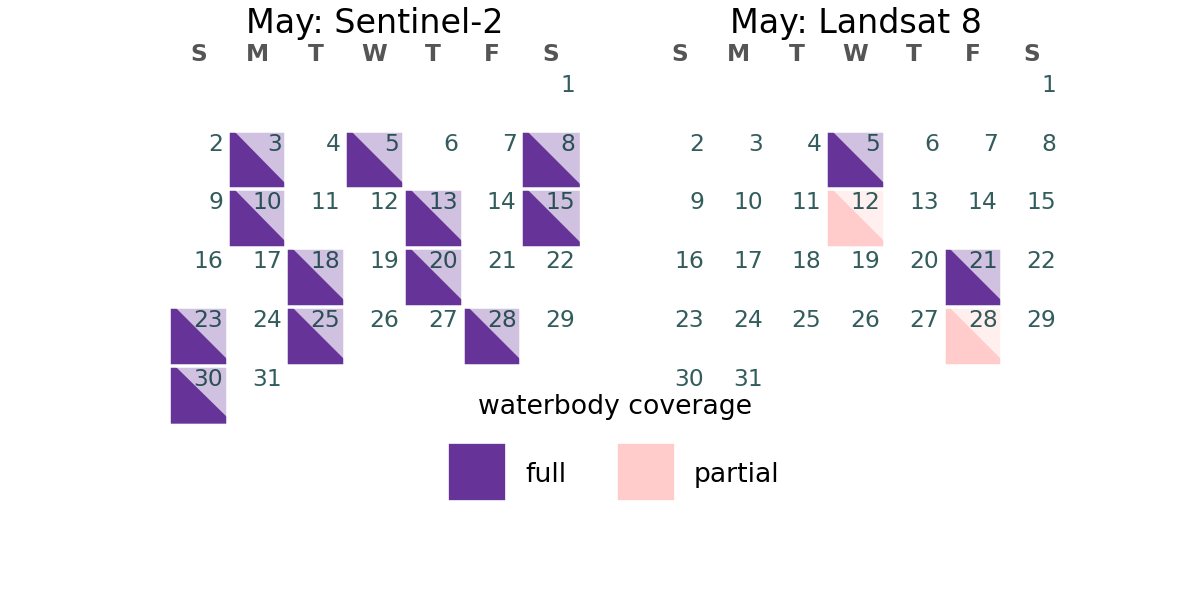 May: Sentinel-2
S M T W T F S
1
2 3 4 5 6 7 8
9 10 11 12 13 14 15
16 17 18 19 20 21 22
23 24 25 26 27 28 29
30 31
May: Landsat 8
S M T W T F S
1
2 3 4 5 6 7 8
9 10 11 12 13 14 15
16 17 18 19 20 21 22
23 24 25 26 27 28 29
30 31
waterbody coverage
full
partial